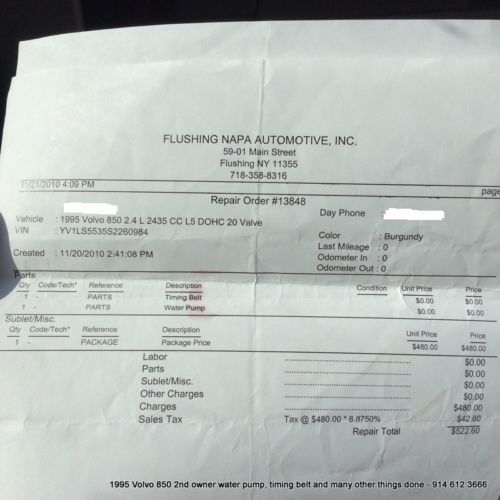 FLUSHING NAPA AUTOMOTIVE, INC.
59-01 Main Street
Flushing NY 11355
718-358-8316
11/21/2010 4:09 PM page
Repair Order #13848
Day Phone :
Vehicle : 1995 Volvo 850 2.4 L 2435 CC L5 DOHC 20 Valve
VIN : YV1LS5535S2260984
Color : Burgundy
Last Mileage : 0
Odometer In : 0
Odometer Out : 0
Created : 11/20/2010 2:41:08 PM
Parts
Qty Code/Tech* Reference Description Condition Unit Price Price
1 - PARTS Timing Belt $0.00 $0.00
1 - PARTS Water Pump $0.00 $0.00
Sublet/Misc.
Qty Code/Tech* Reference Description Unit Price Price
1 - PACKAGE Package Price $480.00 $480.00
Labor $0.00
Parts $0.00
Sublet/Misc. $0.00
Other Charges $0.00
Charges $480.00
Sales Tax Tax @ $480.00 * 8.8750% $42.60
Repair Total $522.60
1995 Volvo 850 2nd owner water pump, timing belt and many other things done - 914 612 3666